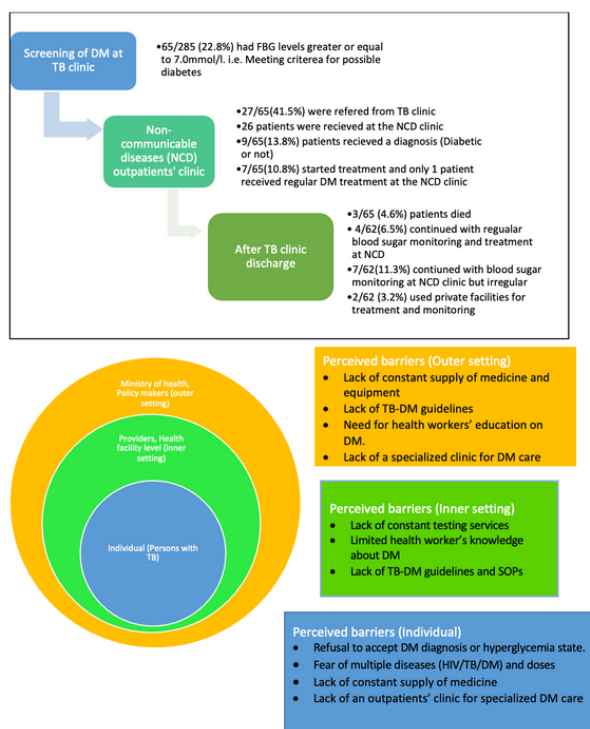 Screening of DM at
TB clinic
•65/285 (22.8%) had FBG levels greater or equal
to 7.0mmol/l. i.e. Meeting criterea for possible
diabetes
Non-
communicable
diseases (NCD)
outpatients' clinic
•27/65(41.5%) were refered from TB clinic
•26 patients were recieved at the NCD clinic
•9/65(13.8%) patients recieved a diagnosis (Diabetic
or not)
•7/65(10.8%) started treatment and only 1 patient
received regular DM treatment at the NCD clinic
After TB clinic
discharge
•3/65 (4.6%) patients died
• 4/62(6.5%) continued with regualar
blood sugar monitoring and treatment
at NCD
•7/62(11.3%) contiuned with blood sugar
monitoring at NCD clinic but irregular
•2/62 (3.2%) used private facilities for
treatment and monitoring
Ministry of health,
Policy makers (outer
setting)
Providers, Health
facility level (inner
setting)
Individual (Persons with
TB)
Perceived barriers (Outer setting)
• Lack of constant supply of medicine and
equipment
• Lack of TB-DM guidelines
• Need for health workers' education on
DM.
• Lack of a specialized clinic for DM care
Perceived barriers (Inner setting)
• Lack of constant testing services
• Limited health worker's knowledge
about DM
• Lack of TB-DM guidelines and SOPs
Perceived barriers (Individual)
• Refusal to accept DM diagnosis or hyperglycemia state.
• Fear of multiple diseases (HIV/TB/DM) and doses
• Lack of constant supply of medicine
• Lack of an outpatients' clinic for specialized DM care